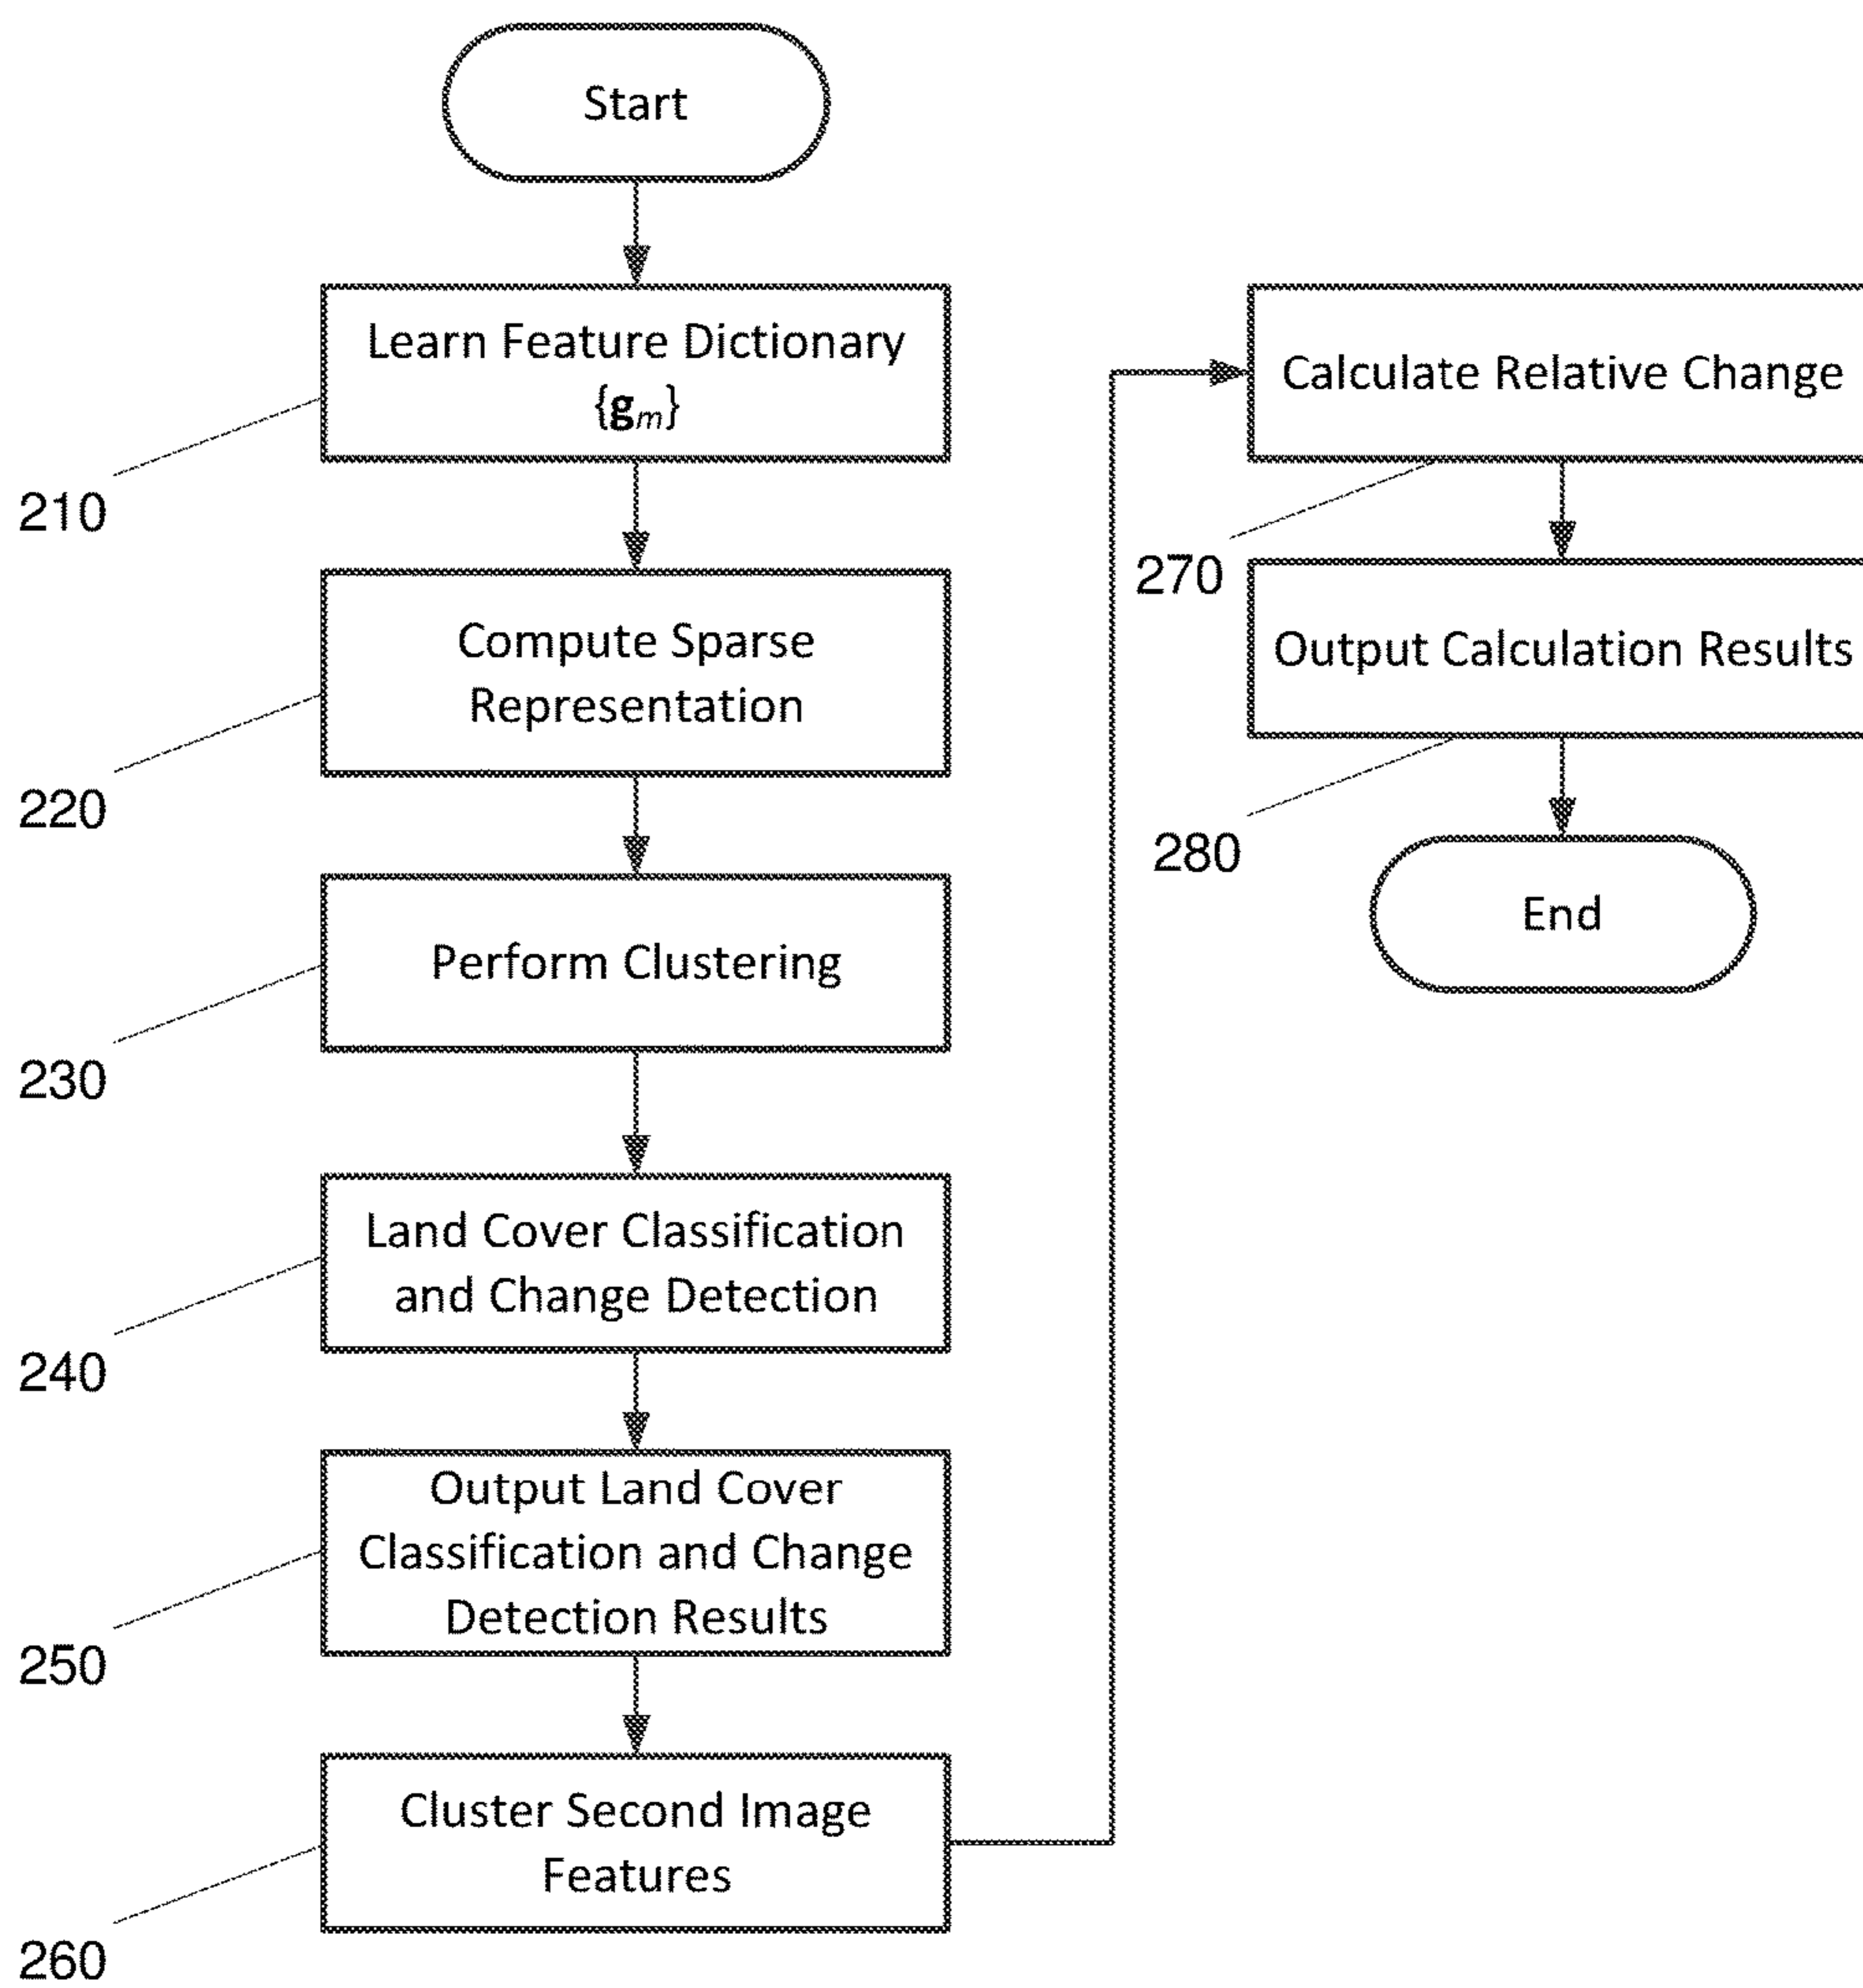 Start
Learn Feature Dictionary
{gm}
210
Compute Sparse
Representation
220
Perform Clustering
230
Land Cover Classification
and Change Detection
240
Output Land Cover
Classification and Change
Detection Results
250
Cluster Second Image
Features
260
Calculate Relative Change
270
Output Calculation Results
280
End